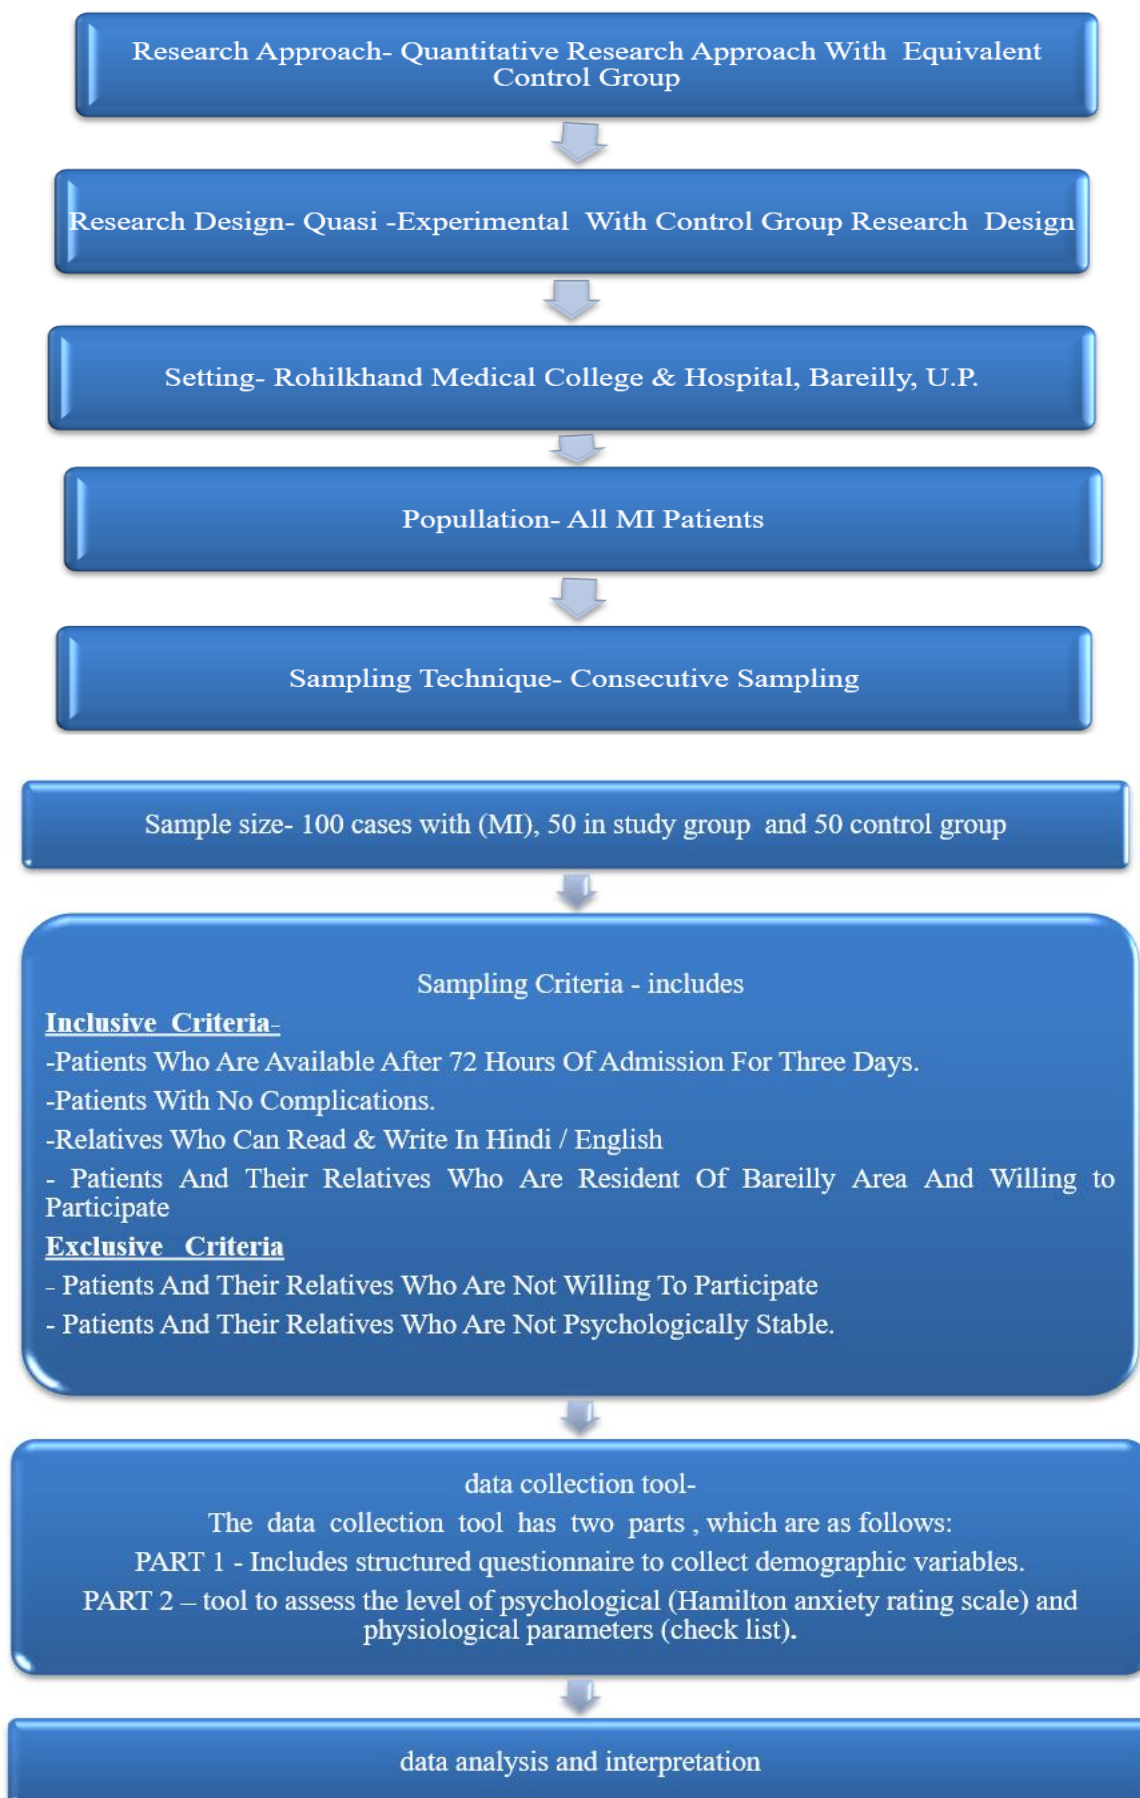 Research Approach- Quantitative Research Approach With Equivalent
Control Group
Research Design- Quasi -Experimental With Control Group Research Design
Setting- Rohilkhand Medical College & Hospital, Bareilly, U.P.
Popullation- All MI Patients
Sampling Technique- Consecutive Sampling
Sample size- 100 cases with (MI), 50 in study group and 50 control group
Sampling Criteria - includes
Inclusive Criteria-
-Patients Who Are Available After 72 Hours Of Admission For Three Days.
-Patients With No Complications.
-Relatives Who Can Read & Write In Hindi / English
- Patients And Their Relatives Who Are Resident Of Bareilly Area And Willing to
Participate
Exclusive Criteria
- Patients And Their Relatives Who Are Not Willing To Participate
- Patients And Their Relatives Who Are Not Psychologically Stable.
data collection tool-
The data collection tool has two parts , which are as follows:
PART 1 - Includes structured questionnaire to collect demographic variables.
PART 2 – tool to assess the level of psychological (Hamilton anxiety rating scale) and
physiological parameters (check list).
data analysis and interpretation